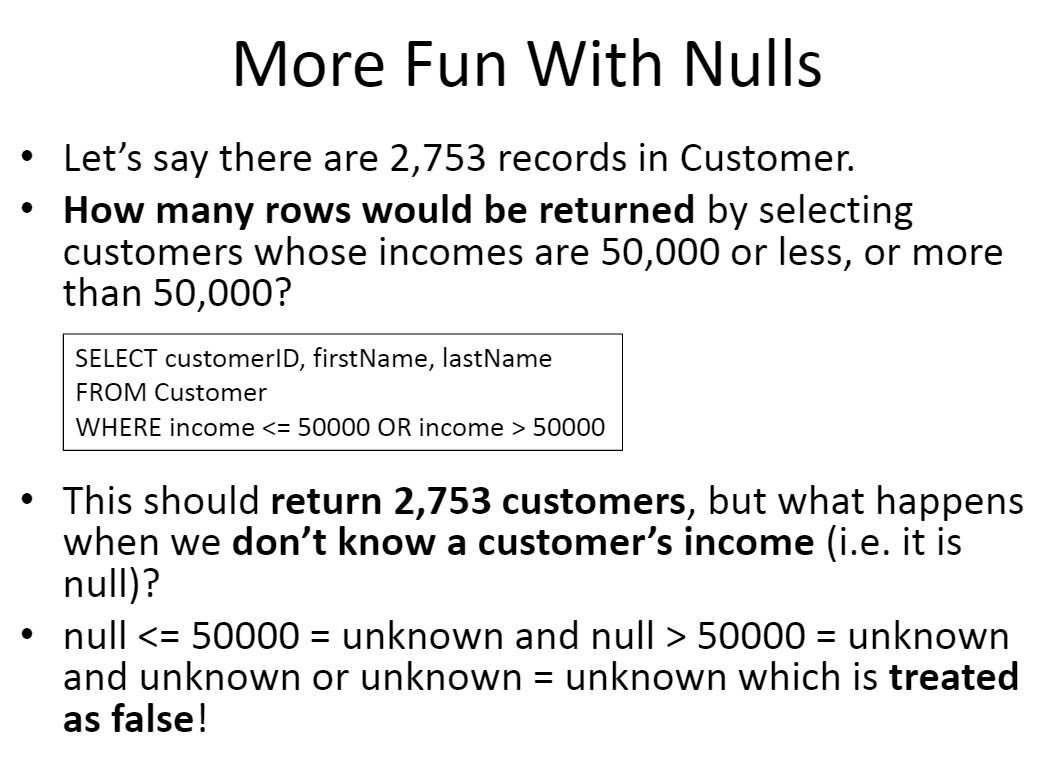 More Fun With Nulls
• Let’s say there are 2,753 records in Customer.
• How many rows would be returned by selecting
customers whose incomes are 50,000 or less, or more
than 50,000?
SELECT customerID, firstName, lastName
FROM Customer
WHERE income <= 50000 OR income > 50000
• This should return 2,753 customers, but what happens
when we don’t know a customer’s income (i.e. it is
null)?
• null <= 50000 = unknown and null > 50000 = unknown
and unknown or unknown = unknown which is treated
as false!